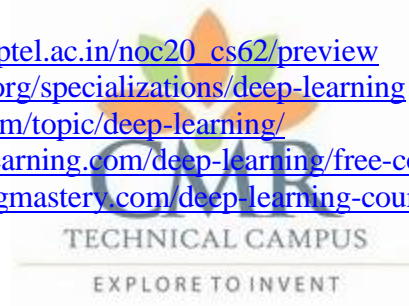 ptel.ac.in/noc20_cs62/preview
org/specializations/deep-learning
m/topic/deep-learning/
earning.com/deep-learning/free-co
gmastery.com/deep-learning-cour
CMR
TECHNICAL CAMPUS
EXPLORE TO INVENT